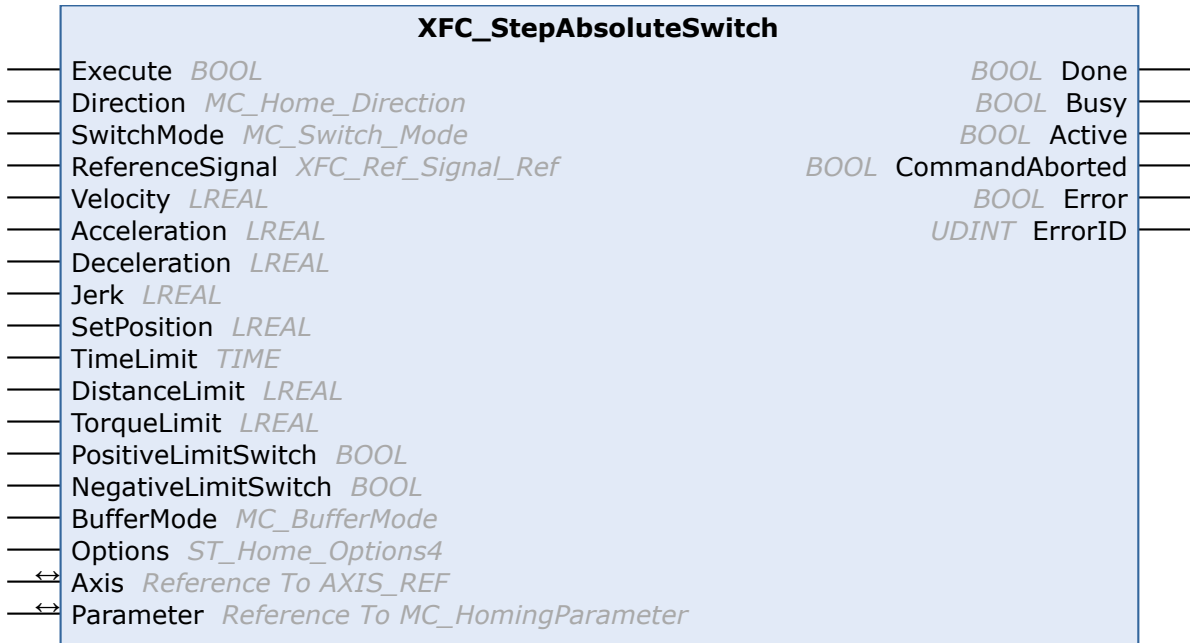 XFC_StepAbsoluteSwitch
Execute BOOL BOOL Done
Direction MC_Home_Direction BOOL Busy
SwitchMode MC_Switch_Mode BOOL Active
ReferenceSignal XFC_Ref_Signal_Ref BOOL CommandAborted
Velocity LREAL BOOL Error
Acceleration LREAL UDINT ErrorID
Deceleration LREAL
Jerk LREAL
SetPosition LREAL
TimeLimit TIME
DistanceLimit LREAL
TorqueLimit LREAL
PositiveLimitSwitch BOOL
NegativeLimitSwitch BOOL
BufferMode MC_BufferMode
Options ST_Home_Options4
↔ Axis Reference To AXIS_REF
↔ Parameter Reference To MC_HomingParameter